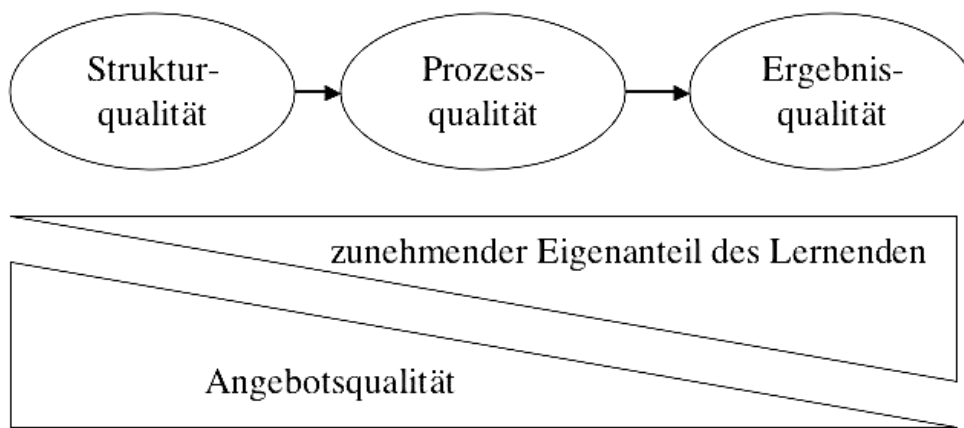 Struktur-
qualität
Prozess-
qualität
Ergebnis-
qualität
zunehmender Eigenanteil des Lernenden
Angebotsqualität